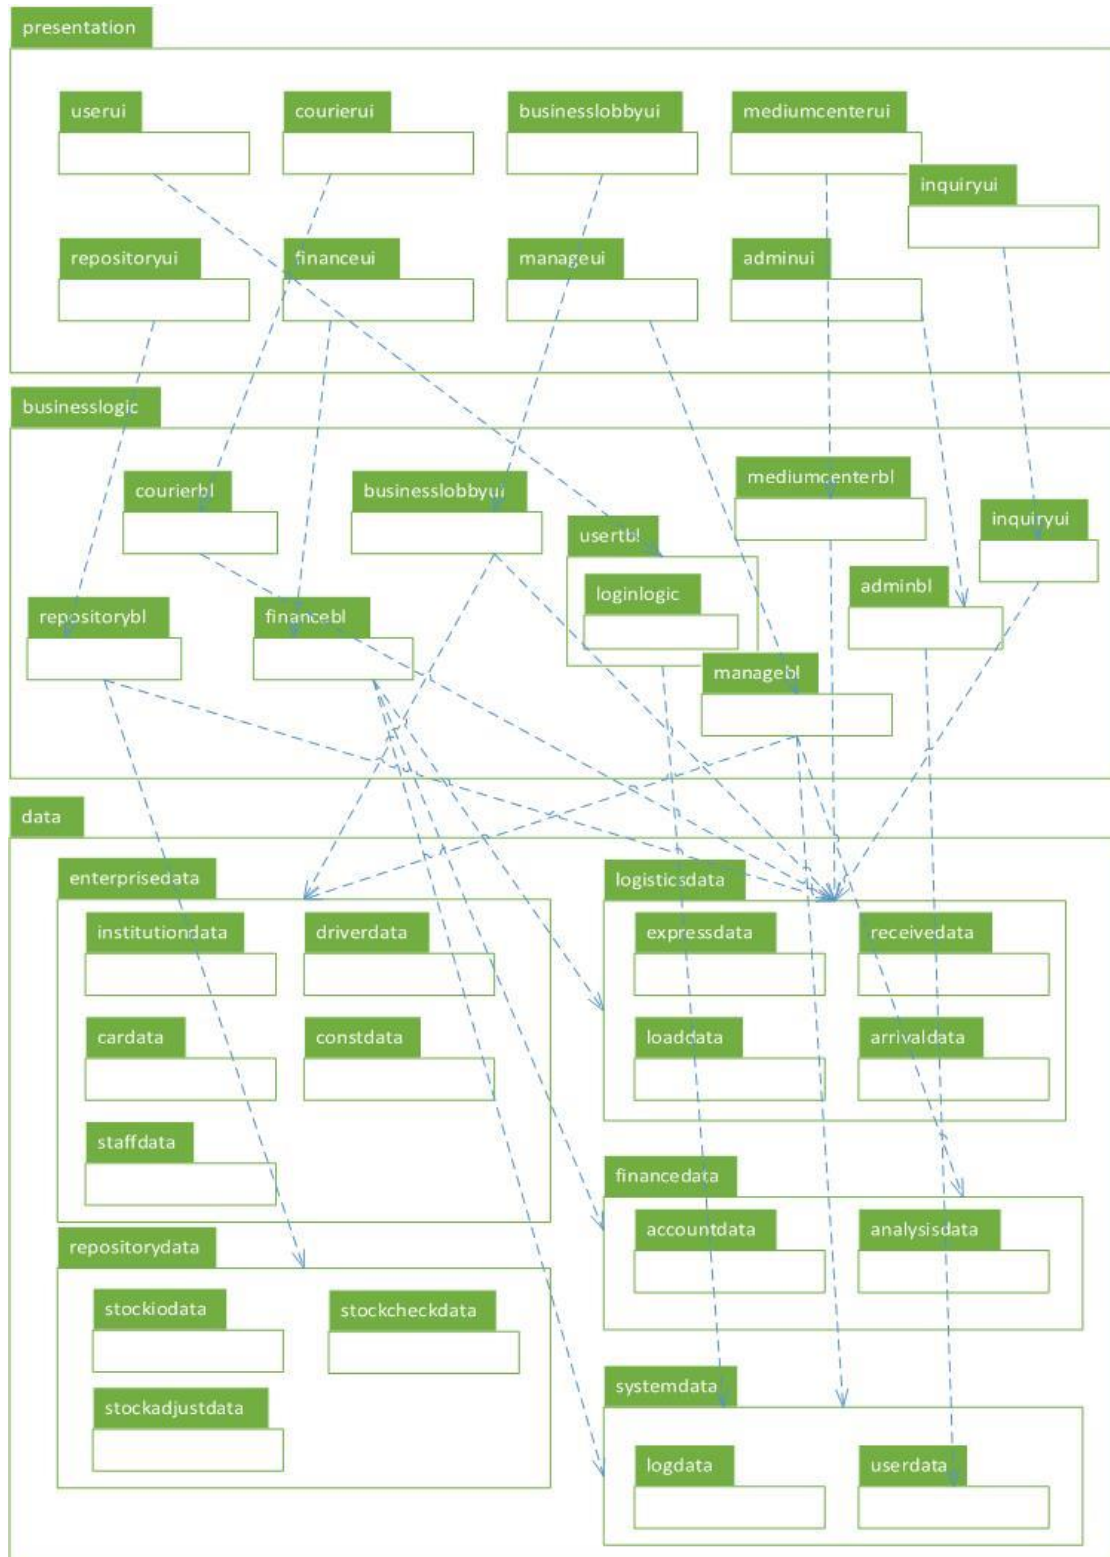 presentation
userui
courierui
businesslobbyui
mediumcenterui
inquiryui
repositoryui
financeui
manageui
adminui
businesslogic
courierbl
businesslobbyui
mediumcenterbl
inquiryui
usertbl
loginlogic
adminbl
repositorybl
financebl
managebl
data
enterprisedata
institutiondata
driverdata
cardata
constdata
staffdata
logisticsdata
expressdata
receivedata
loaddata
arrivaldata
financedata
accountdata
analysisdata
repositorydata
stockiodata
stockcheckdata
stockadjustdata
systemdata
logdata
userdata